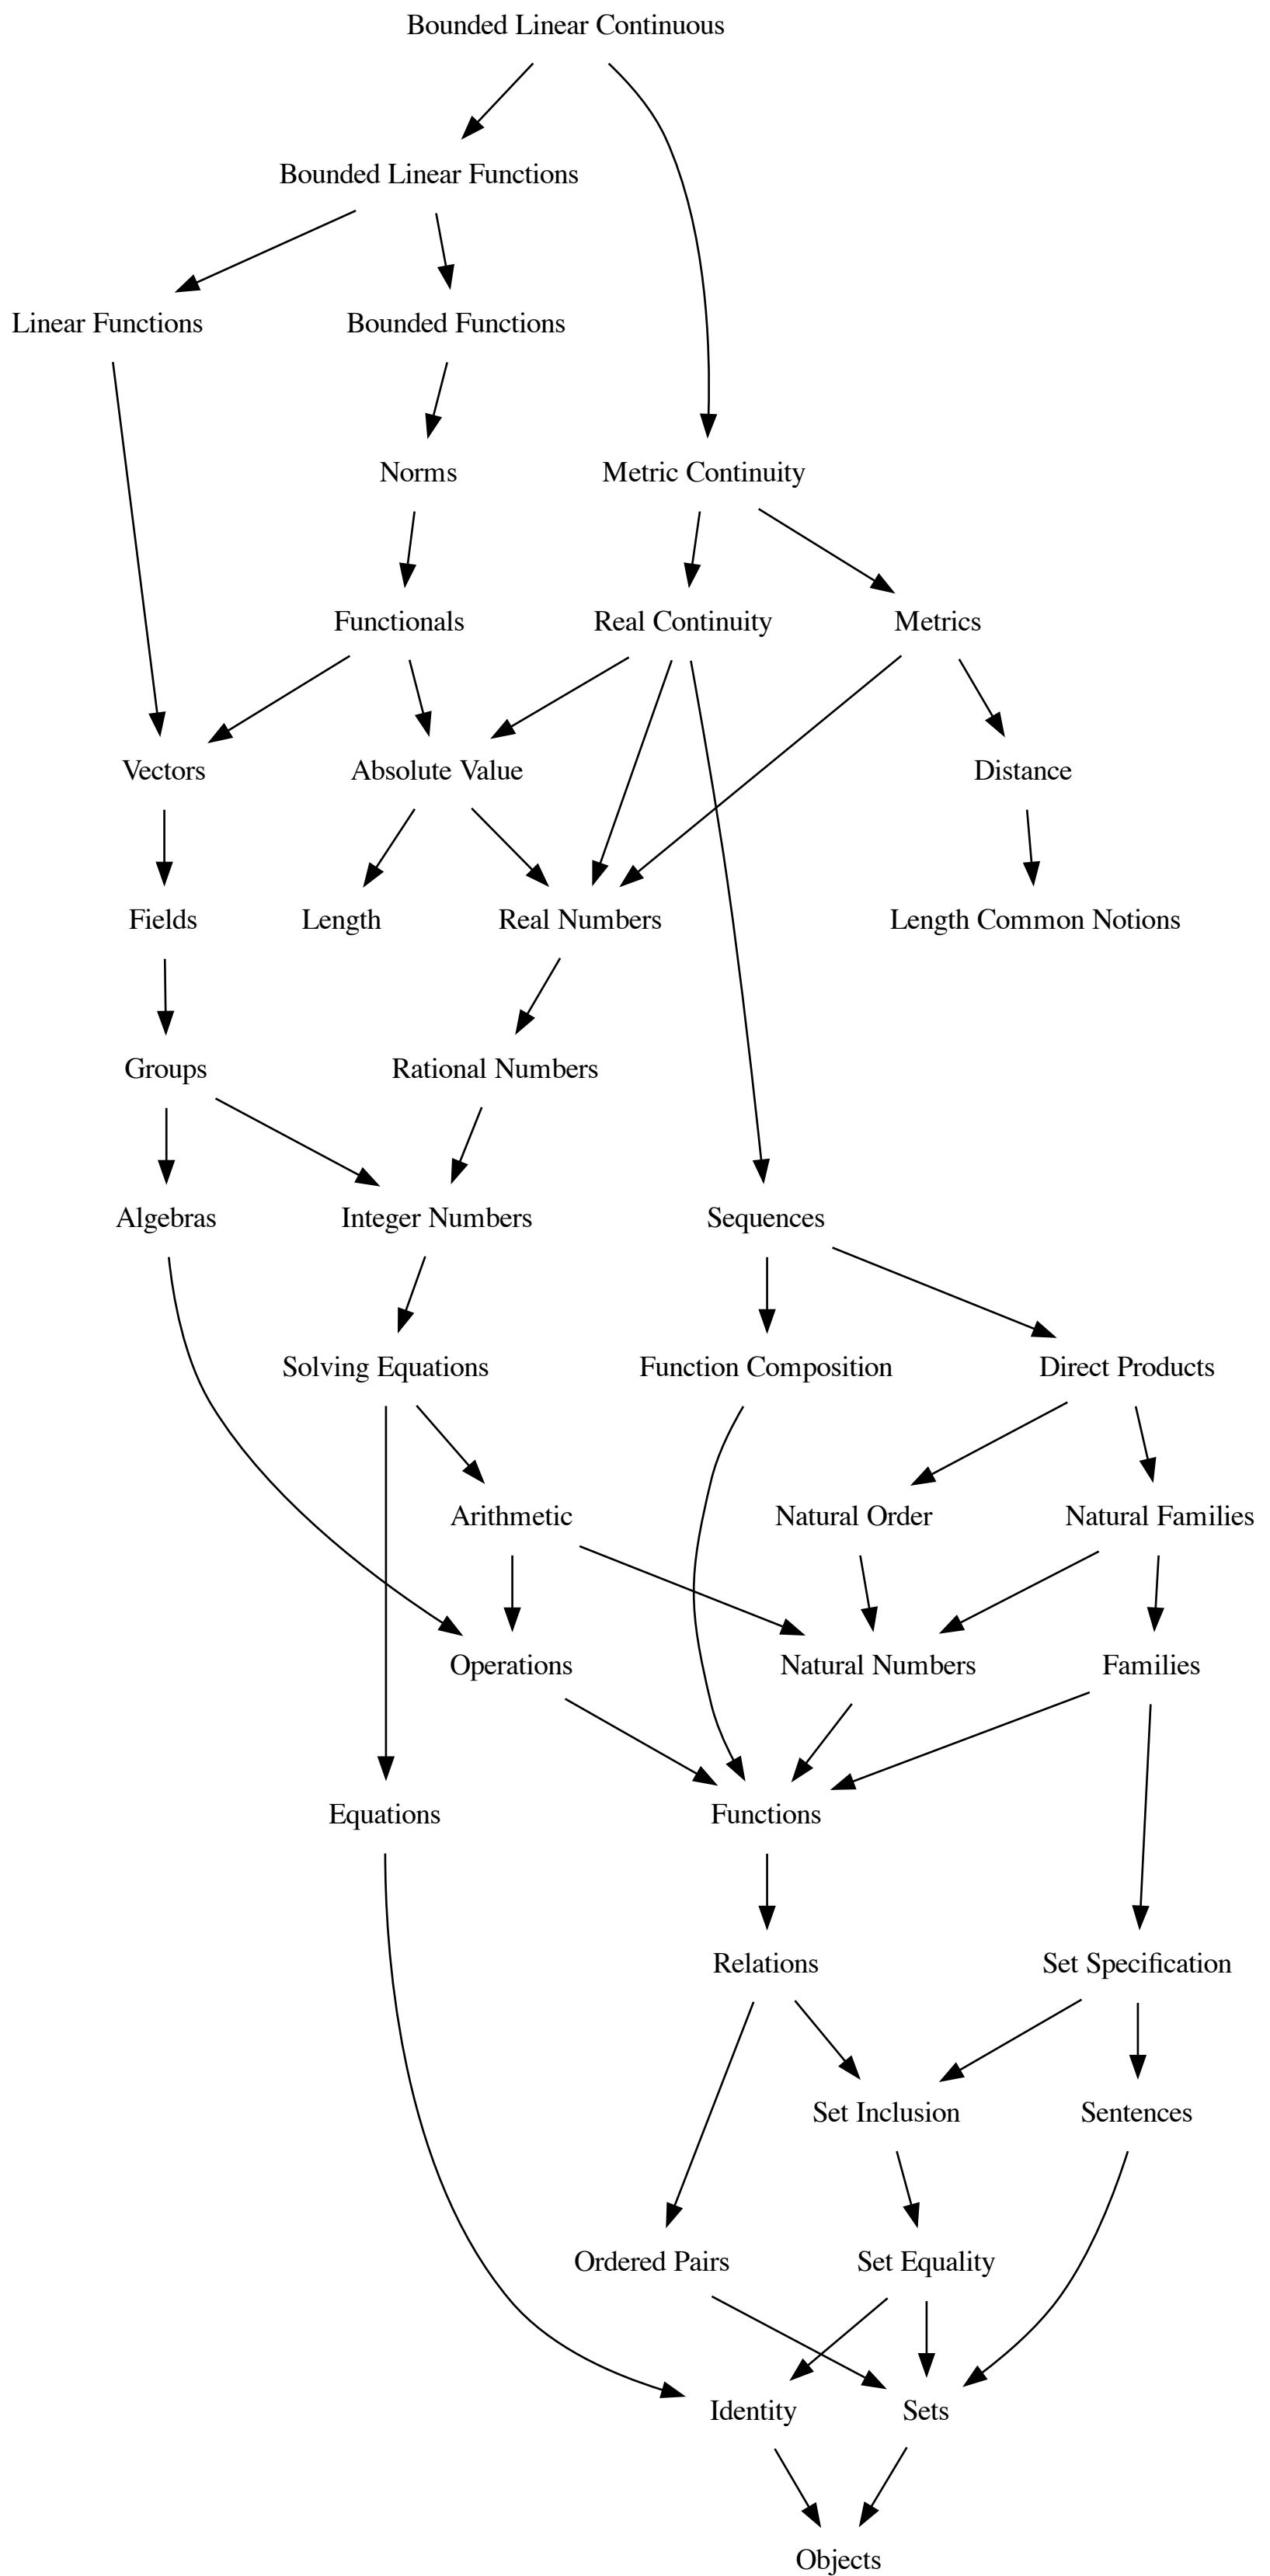 Bounded Linear Continuous
Bounded Linear Functions
Linear Functions
Bounded Functions
Norms
Metric Continuity
Functionals
Real Continuity
Metrics
Vectors
Absolute Value
Distance
Fields
Length
Real Numbers
Length Common Notions
Groups
Rational Numbers
Algebras
Integer Numbers
Sequences
Solving Equations
Function Composition
Direct Products
Arithmetic
Natural Order
Natural Families
Operations
Natural Numbers
Families
Equations
Functions
Relations
Set Specification
Set Inclusion
Sentences
Ordered Pairs
Set Equality
Identity
Sets
Objects